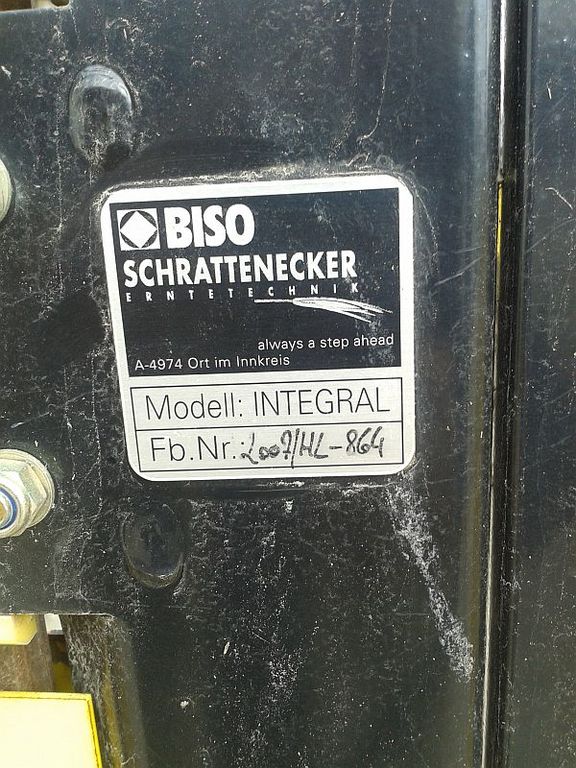 BISO
SCHRATTENECKER
ERNTETECHNIK
always a step ahead
A-4974 Ort im Innkreis
Modell: INTEGRAL
Fb.Nr.: 2007/HL-864